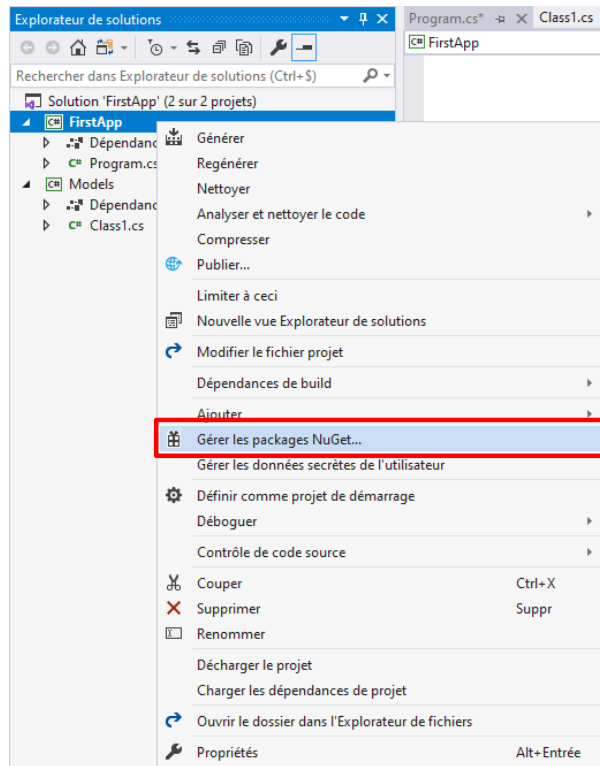 Explorateur de solutions
Program.cs*
Class1.cs
C# FirstApp
Rechercher dans Explorateur de solutions (Ctrl+$)
Solution 'FirstApp' (2 sur 2 projets)
C# FirstApp
Dépendanc
C# Program.cs
C# Models
Dépendanc
C# Class1.cs
Générer
Regénérer
Nettoyer
Analyser et nettoyer le code
Compresser
Publier...
Limiter à ceci
Nouvelle vue Explorateur de solutions
Modifier le fichier projet
Dépendances de build
Ajouter
Gérer les packages NuGet...
Gérer les données secrètes de l'utilisateur
Définir comme projet de démarrage
Déboguer
Contrôle de code source
Couper Ctrl+X
Supprimer Suppr
Renommer
Décharger le projet
Charger les dépendances de projet
Ouvrir le dossier dans l'Explorateur de fichiers
Propriétés Alt+Entrée